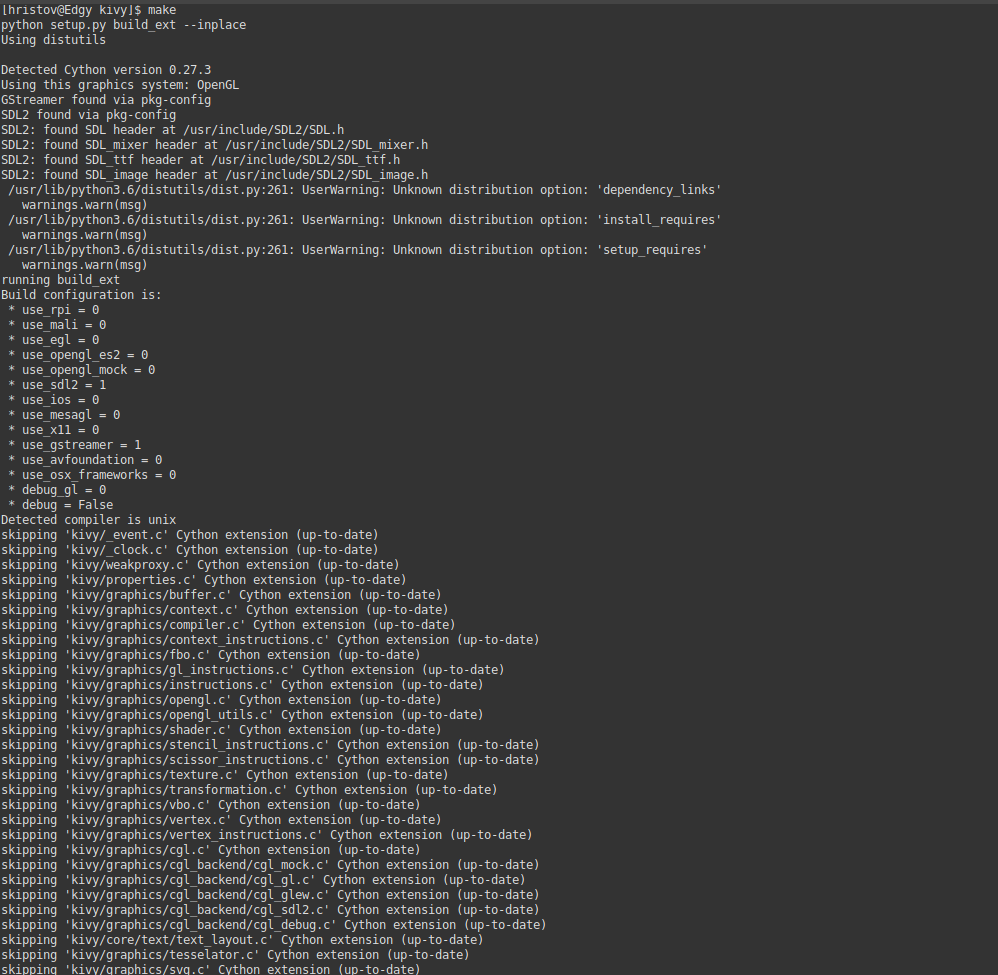 [hristov@Edgy kivy]$ make
python setup.py build_ext --inplace
Using distutils

Detected Cython version 0.27.3
Using this graphics system: OpenGL
GStreamer found via pkg-config
SDL2 found via pkg-config
SDL2: found SDL header at /usr/include/SDL2/SDL.h
SDL2: found SDL_mixer header at /usr/include/SDL2/SDL_mixer.h
SDL2: found SDL_ttf header at /usr/include/SDL2/SDL_ttf.h
SDL2: found SDL_image header at /usr/include/SDL2/SDL_image.h
 /usr/lib/python3.6/distutils/dist.py:261: UserWarning: Unknown distribution option: 'dependency_links'
   warnings.warn(msg)
 /usr/lib/python3.6/distutils/dist.py:261: UserWarning: Unknown distribution option: 'install_requires'
   warnings.warn(msg)
 /usr/lib/python3.6/distutils/dist.py:261: UserWarning: Unknown distribution option: 'setup_requires'
   warnings.warn(msg)
running build_ext
Build configuration is:
 * use_rpi = 0
 * use_mali = 0
 * use_egl = 0
 * use_opengl_es2 = 0
 * use_opengl_mock = 0
 * use_sdl2 = 1
 * use_ios = 0
 * use_mesagl = 0
 * use_x11 = 0
 * use_gstreamer = 1
 * use_avfoundation = 0
 * use_osx_frameworks = 0
 * debug_gl = 0
 * debug = False
Detected compiler is unix
skipping 'kivy/_event.c' Cython extension (up-to-date)
skipping 'kivy/_clock.c' Cython extension (up-to-date)
skipping 'kivy/weakproxy.c' Cython extension (up-to-date)
skipping 'kivy/properties.c' Cython extension (up-to-date)
skipping 'kivy/graphics/buffer.c' Cython extension (up-to-date)
skipping 'kivy/graphics/context.c' Cython extension (up-to-date)
skipping 'kivy/graphics/compiler.c' Cython extension (up-to-date)
skipping 'kivy/graphics/context_instructions.c' Cython extension (up-to-date)
skipping 'kivy/graphics/fbo.c' Cython extension (up-to-date)
skipping 'kivy/graphics/gl_instructions.c' Cython extension (up-to-date)
skipping 'kivy/graphics/instructions.c' Cython extension (up-to-date)
skipping 'kivy/graphics/opengl.c' Cython extension (up-to-date)
skipping 'kivy/graphics/opengl_utils.c' Cython extension (up-to-date)
skipping 'kivy/graphics/shader.c' Cython extension (up-to-date)
skipping 'kivy/graphics/stencil_instructions.c' Cython extension (up-to-date)
skipping 'kivy/graphics/scissor_instructions.c' Cython extension (up-to-date)
skipping 'kivy/graphics/texture.c' Cython extension (up-to-date)
skipping 'kivy/graphics/transformation.c' Cython extension (up-to-date)
skipping 'kivy/graphics/vbo.c' Cython extension (up-to-date)
skipping 'kivy/graphics/vertex.c' Cython extension (up-to-date)
skipping 'kivy/graphics/vertex_instructions.c' Cython extension (up-to-date)
skipping 'kivy/graphics/cgl.c' Cython extension (up-to-date)
skipping 'kivy/graphics/cgl_backend/cgl_mock.c' Cython extension (up-to-date)
skipping 'kivy/graphics/cgl_backend/cgl_gl.c' Cython extension (up-to-date)
skipping 'kivy/graphics/cgl_backend/cgl_glew.c' Cython extension (up-to-date)
skipping 'kivy/graphics/cgl_backend/cgl_sdl2.c' Cython extension (up-to-date)
skipping 'kivy/graphics/cgl_backend/cgl_debug.c' Cython extension (up-to-date)
skipping 'kivy/core/text/text_layout.c' Cython extension (up-to-date)
skipping 'kivy/graphics/tesselator.c' Cython extension (up-to-date)
skipping 'kivy/graphics/svg.c' Cython extension (up-to-date)